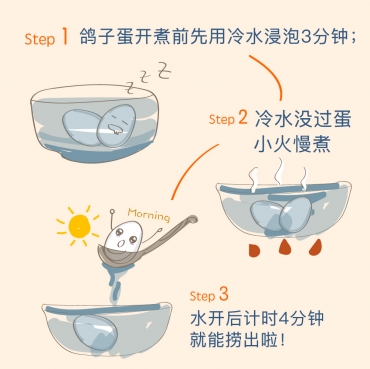 Step 1 鸽子蛋开煮前先用冷水浸泡3分钟；
z z z
Step 2 冷水没过蛋
小火慢煮
Morning
Step 3
水开后计时4分钟
就能捞出啦！